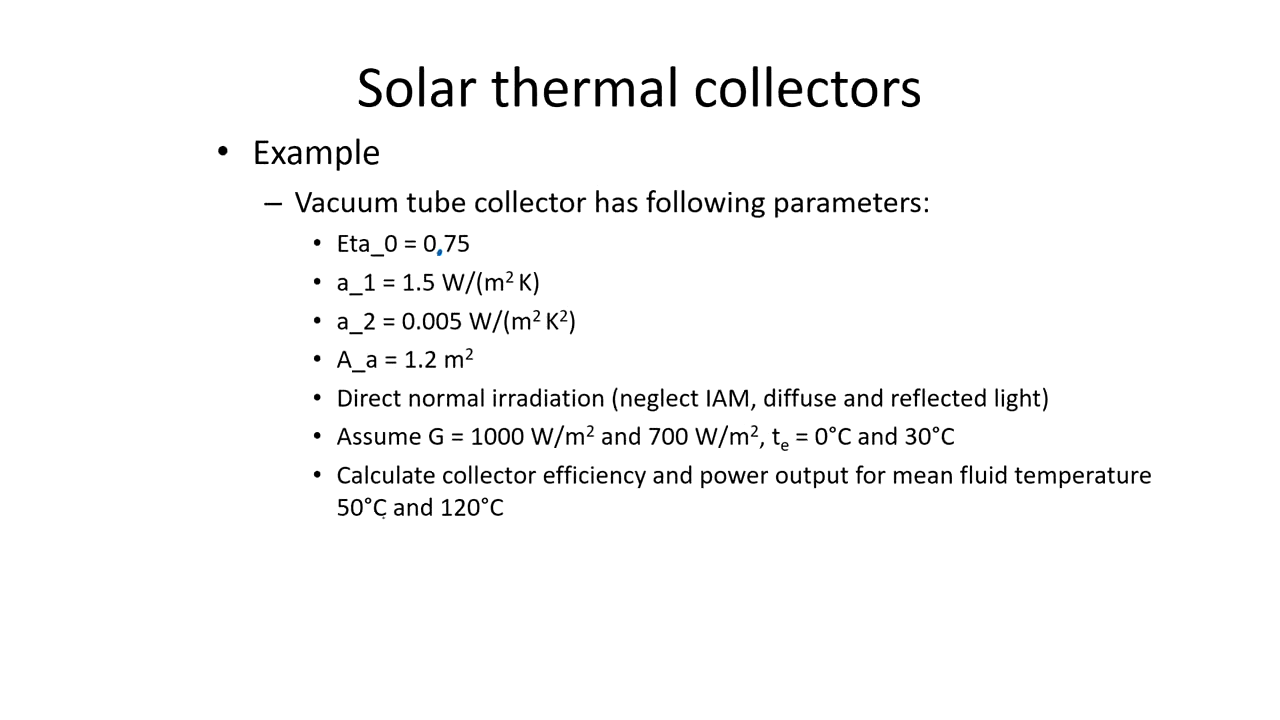 Solar thermal collectors
• Example
– Vacuum tube collector has following parameters:
• Eta_0 = 0,75
• a_1 = 1.5 W/(m² K)
• a_2 = 0.005 W/(m² K²)
• A_a = 1.2 m²
• Direct normal irradiation (neglect IAM, diffuse and reflected light)
• Assume G = 1000 W/m² and 700 W/m², tₑ = 0°C and 30°C
• Calculate collector efficiency and power output for mean fluid temperature
50°C and 120°C